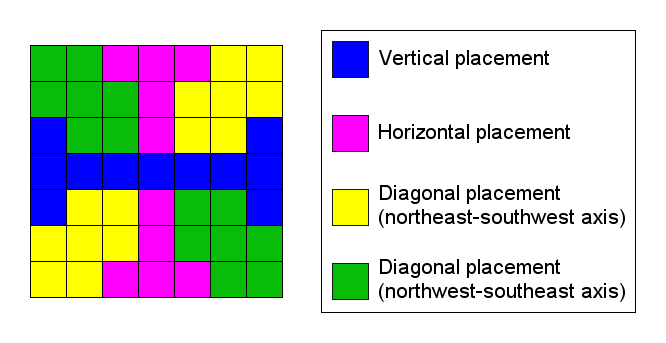 Vertical placement
Horizontal placement
Diagonal placement
(northeast-southwest axis)
Diagonal placement
(northwest-southeast axis)